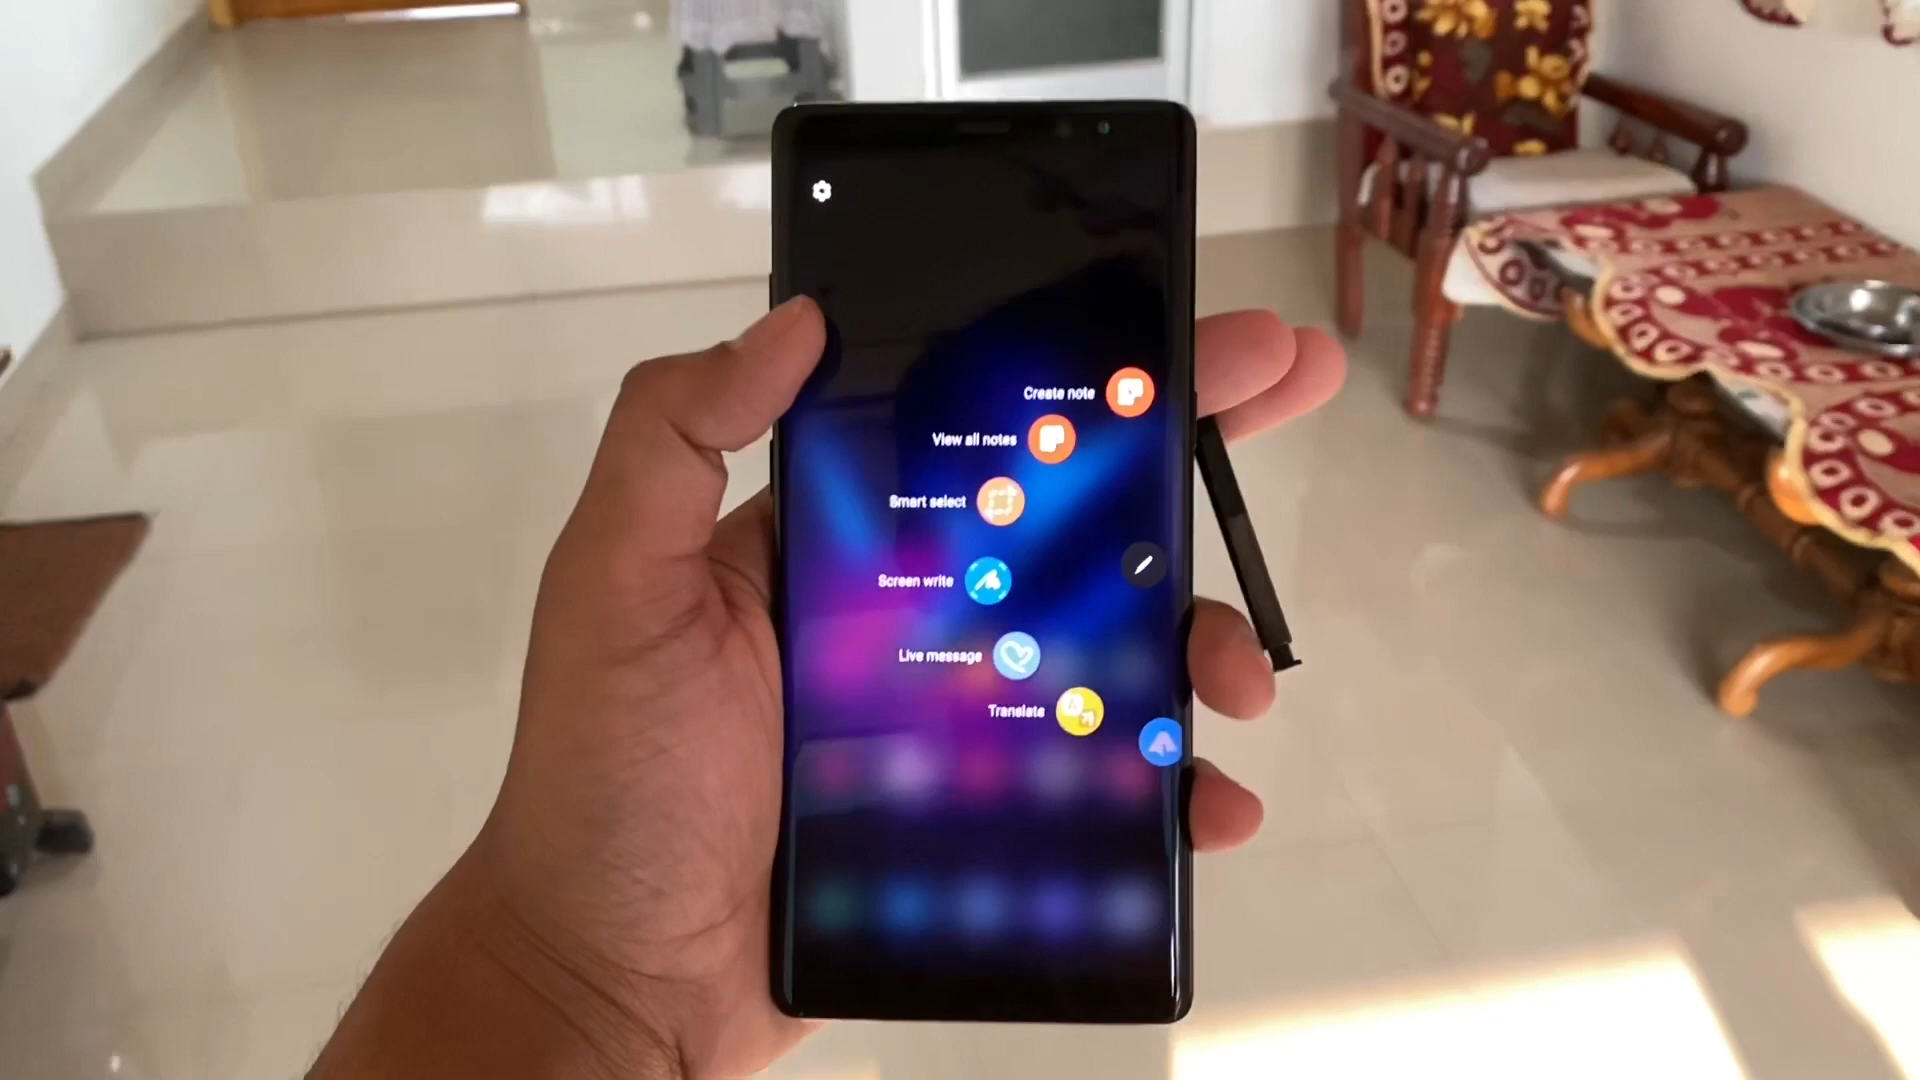 Create note
View all notes
Smart select
Screen write
Live message
Translate